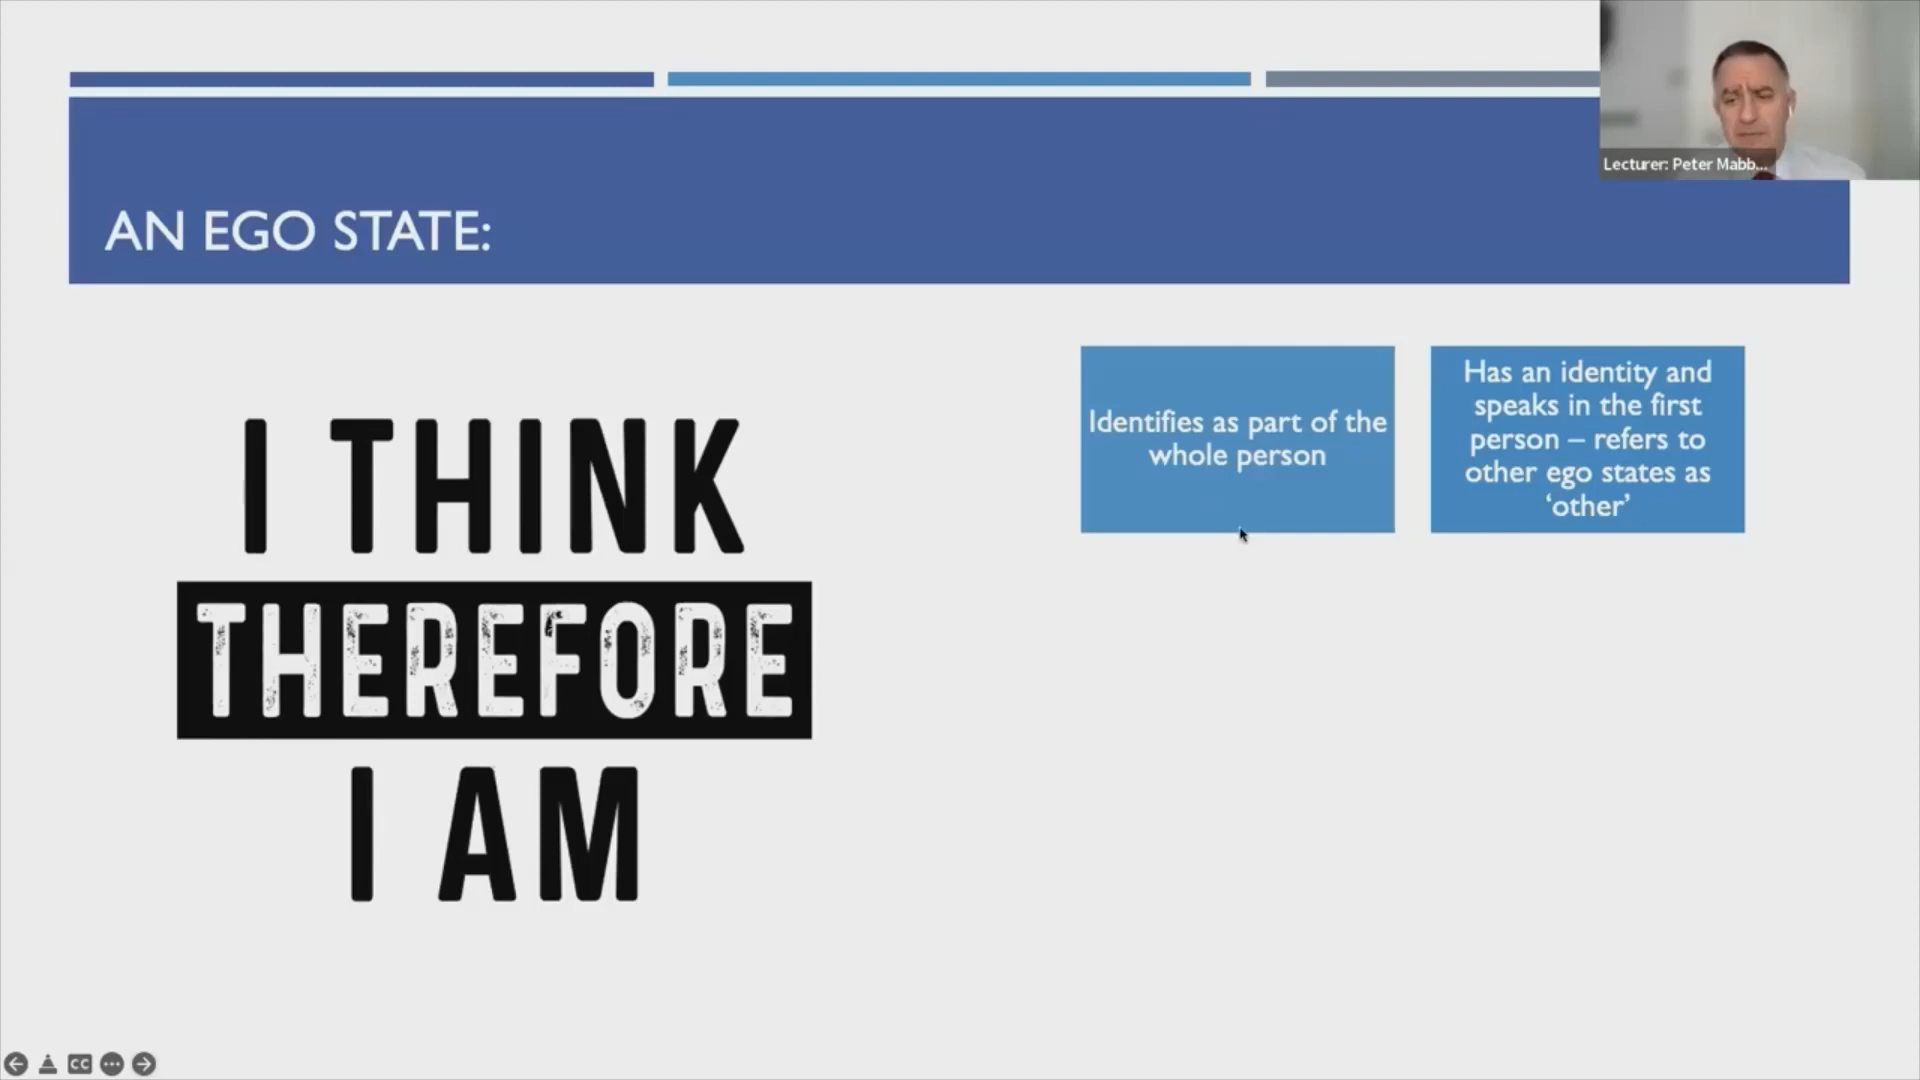 Lecturer: Peter Mabb...
AN EGO STATE:
I THINK
THEREFORE
I AM
Identifies as part of the
whole person
Has an identity and
speaks in the first
person – refers to
other ego states as
‘other’
CC